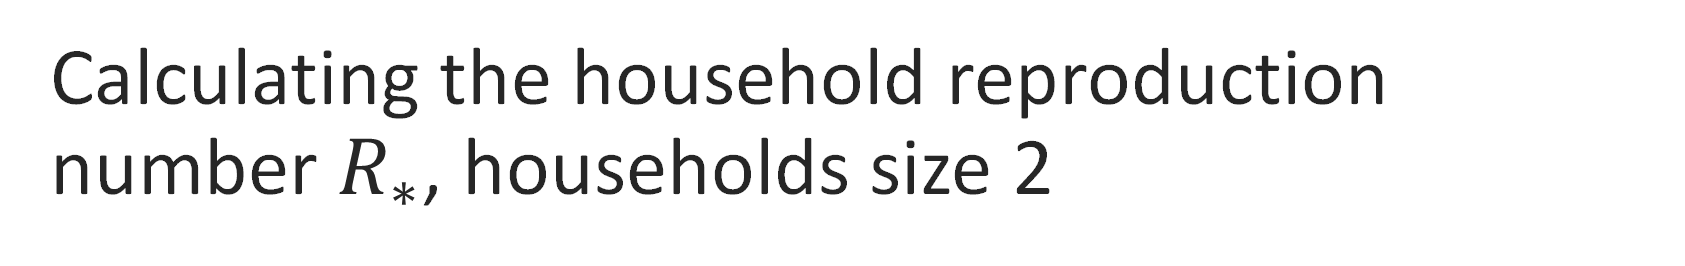 Calculating the household reproduction
number R*, households size 2